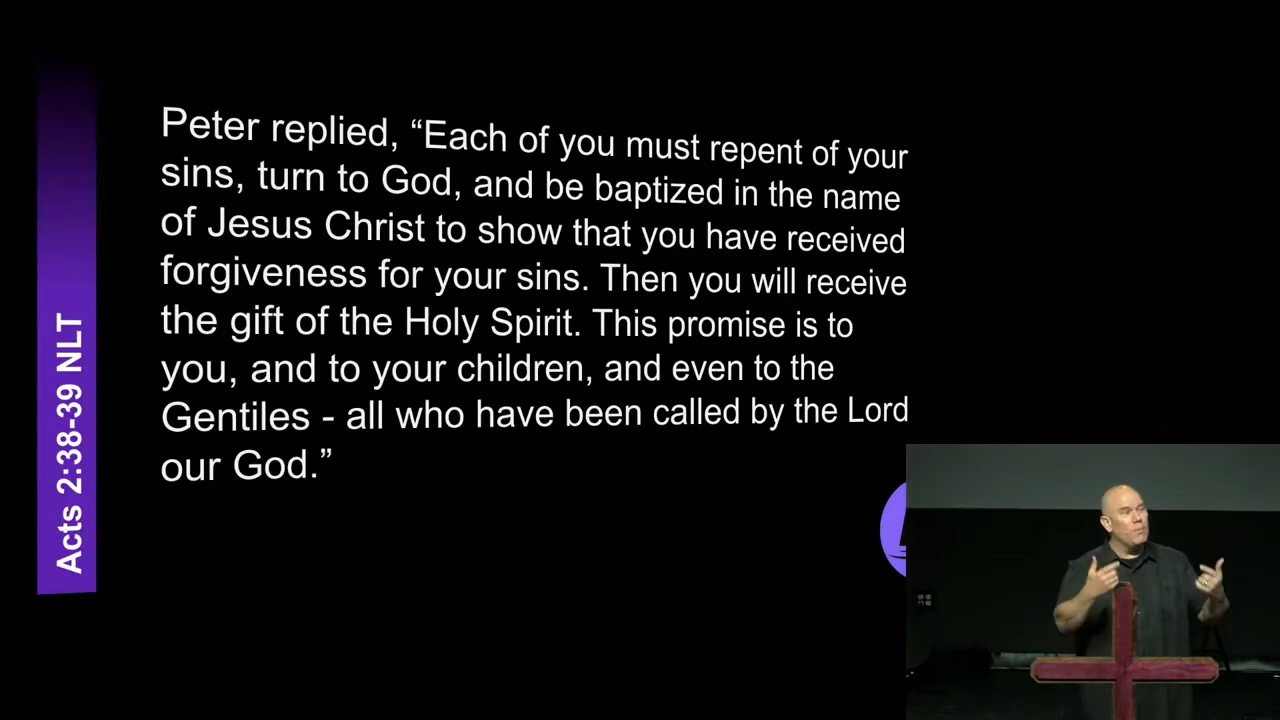 Peter replied, “Each of you must repent of your
sins, turn to God, and be baptized in the name
of Jesus Christ to show that you have received
forgiveness for your sins. Then you will receive
the gift of the Holy Spirit. This promise is to
you, and to your children, and even to the
Gentiles - all who have been called by the Lord
our God.”
Acts 2:38-39 NLT